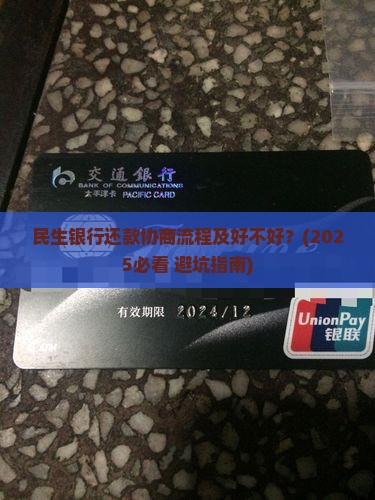 交通銀行
BANK OF COMMUNICATIONS
太平洋卡 PACIFIC CARD
民生银行还款协商流程及好不好？(202
5必看 避坑指南)
有效期限 2024/12
UnionPay
银联
ATM